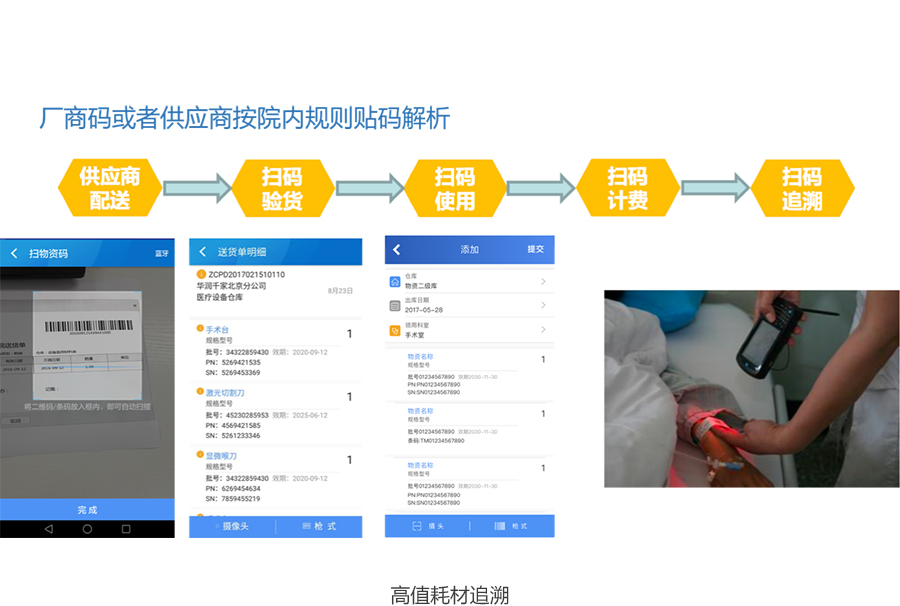 厂商码或者供应商按院内规则贴码解析
供应商
配送
扫码
验货
扫码
使用
扫码
计费
扫码
追溯
扫物资码
蓝牙
将二维码/条码放入框内，即可自动扫描
完成
送货单明细
ZCPD2017021510110
华润千家北京分公司
医疗设备仓库
8月23日
手术台
1
规格型号
批号：34322859430 效期：2020-09-12
PN：5269421535
SN：5269453369
激光切割刀
1
规格型号
批号：45230285953 效期：2025-06-12
PN：4569421585
SN：5261233346
显微喉刀
1
规格型号
批号：34322859430 效期：2020-09-12
PN：6269454634
SN：7859455219
摄像头
枪 式
添加
提交
仓库
物资二级库
出库日期
2017-05-28
领用科室
手术室
物资名称
1
规格型号
批号01234567890 效期2030-11-30
PN:PN01234567890
SN:SN01234567890
物资名称
1
规格型号
批号01234567890 效期2030-11-30
条码:TM01234567890
物资名称
1
规格型号
批号01234567890 效期2030-11-30
PN:PN01234567890
SN:SN01234567890
摄 头
枪 式
高值耗材追溯